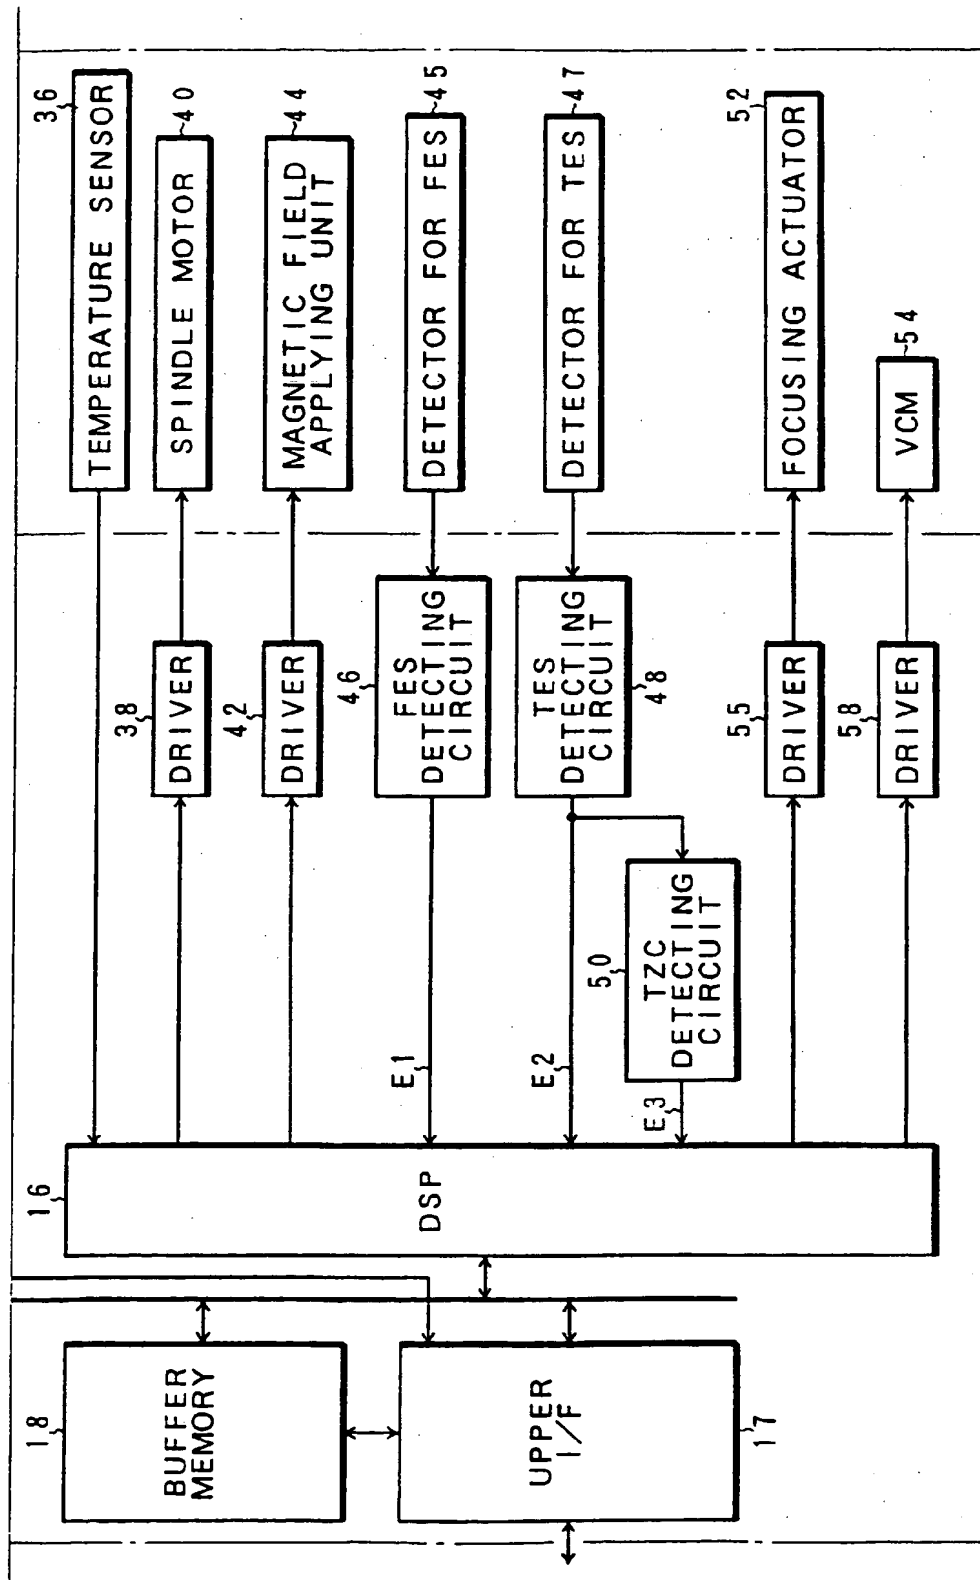 36
TEMPERATURE SENSOR
40
SPINDLE MOTOR
44
MAGNETIC FIELD
APPLYING UNIT
45
DETECTOR FOR FES
47
DETECTOR FOR TES
52
FOCUSING ACTUATOR
54
VCM
38
DRIVER
42
DRIVER
46
FES
DETECTING
CIRCUIT
TES
DETECTING
CIRCUIT
48
55
DRIVER
58
DRIVER
50
TZC
DETECTING
CIRCUIT
E1
E2
E3
16
DSP
18
BUFFER
MEMORY
UPPER
I/F
17